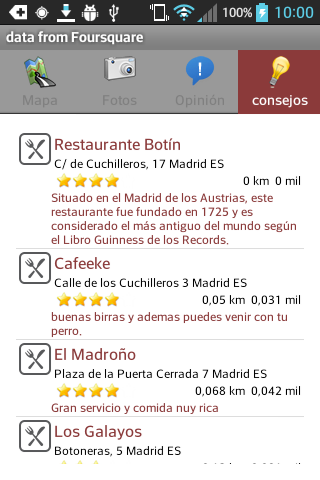 100% 10:00
data from Foursquare
Mapa Fotos Opinión consejos
Restaurante Botín
C/ de Cuchilleros, 17 Madrid ES
0 km 0 mil
Situado en el Madrid de los Austrias, este
restaurante fue fundado en 1725 y es
considerado el más antiguo del mundo según
el Libro Guinness de los Records.
Cafeeke
Calle de los Cuchilleros 3 Madrid ES
0,05 km 0,031 mil
buenas birras y ademas puedes venir con tu
perro.
El Madroño
Plaza de la Puerta Cerrada 7 Madrid ES
0,068 km 0,042 mil
Gran servicio y comida nuy rica
Los Galayos
Botoneras, 5 Madrid ES